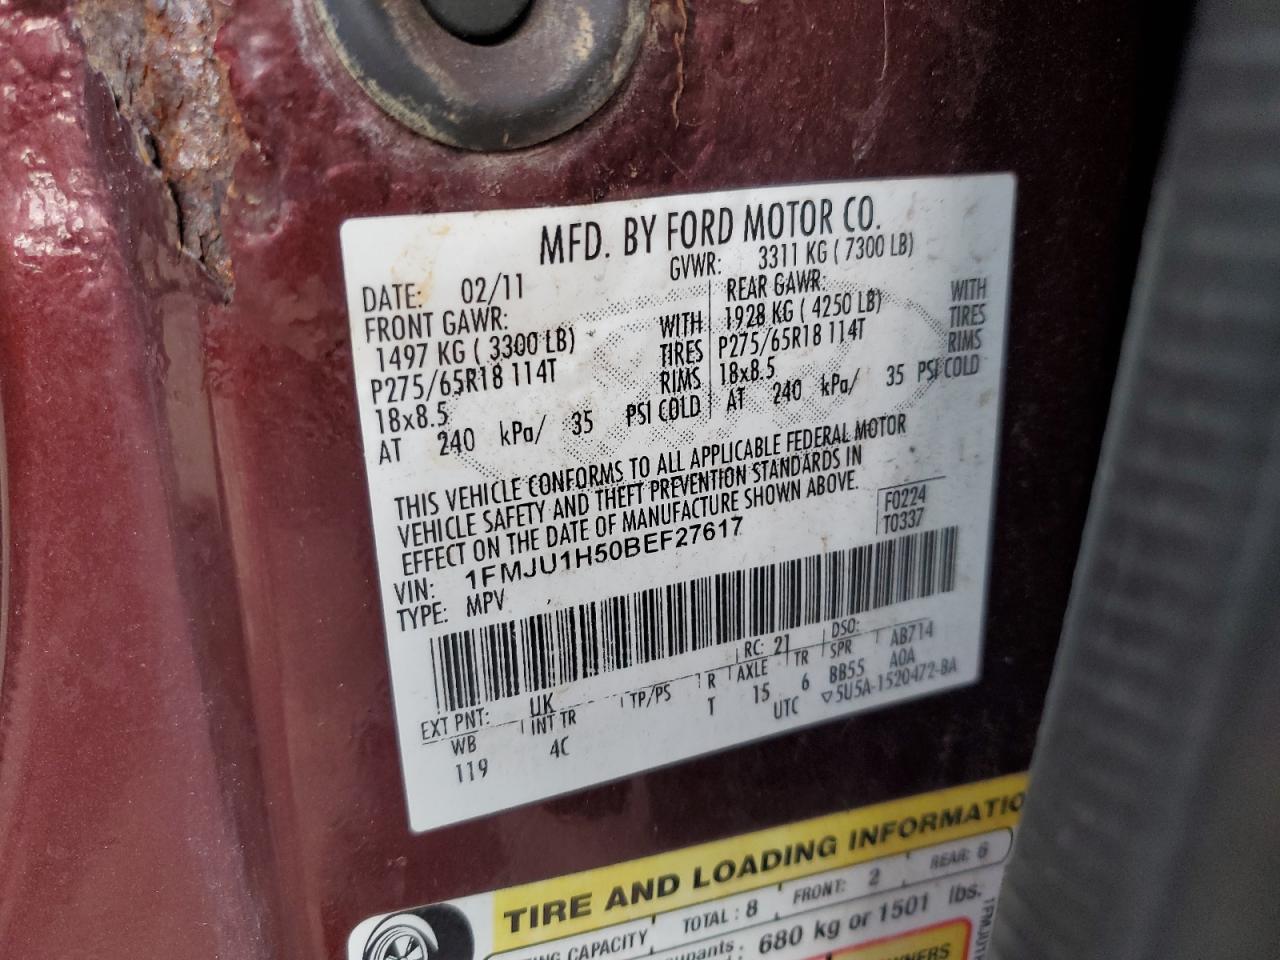 MFD. BY FORD MOTOR CO.
DATE: 02/11 GVWR: 3311 KG ( 7300 LB)
FRONT GAWR: REAR GAWR:
1497 KG ( 3300 LB) WITH 1928 KG ( 4250 LB) WITH
P275/65R18 114T TIRES P275/65R18 114T TIRES
18x8.5 RIMS 18x8.5 RIMS
AT 240 kPa/ 35 PSI COLD AT 240 kPa/ 35 PSI COLD
THIS VEHICLE CONFORMS TO ALL APPLICABLE FEDERAL MOTOR
VEHICLE SAFETY AND THEFT PREVENTION STANDARDS IN
EFFECT ON THE DATE OF MANUFACTURE SHOWN ABOVE.
F0224
T0337
VIN: 1FMJU1H50BEF27617
TYPE: MPV
EXT PNT: UK RC: 21 DSO:
WB INT TR TP/PS R AXLE TR SPR AB714
119 4C T 15 6 BB55 A0A
UTC ▽5U5A-1520472-BA
TIRE AND LOADING INFORMATIO
CAPACITY TOTAL : 8 FRONT: 2 REAR: 6
680 kg or 1501 lbs.